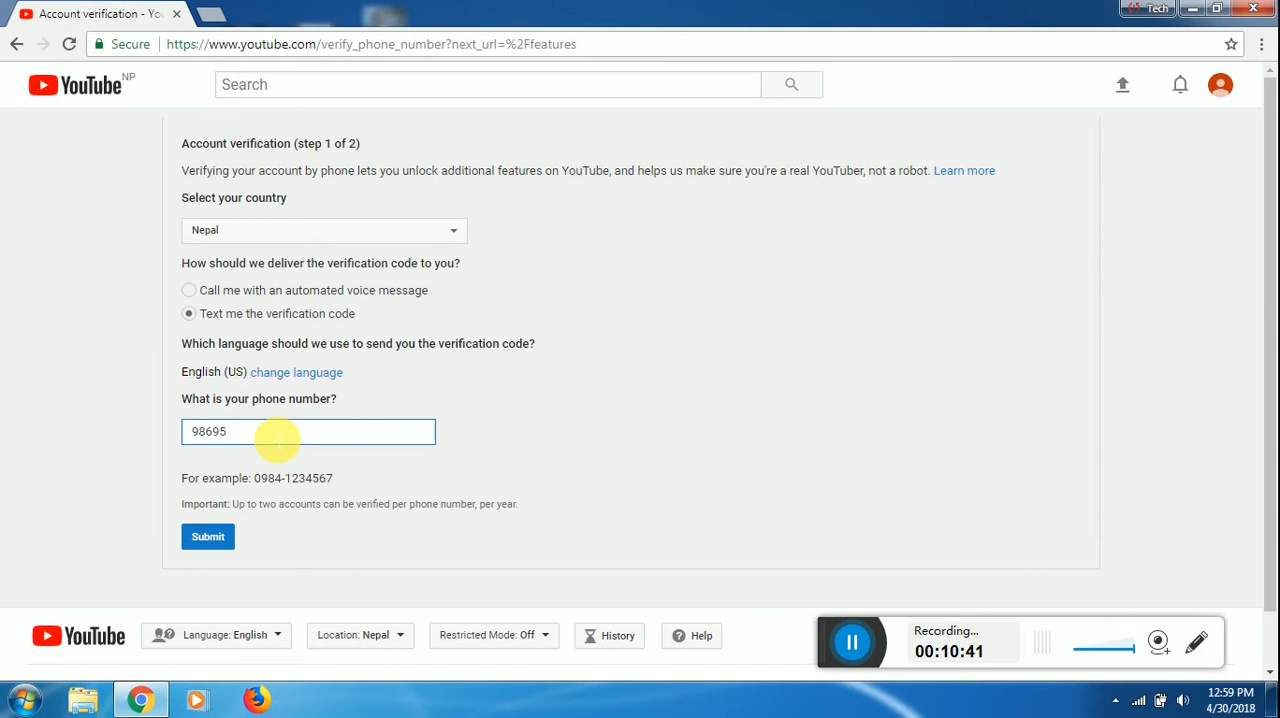 Account verification - Yo
Tech
Secure https://www.youtube.com/verify_phone_number?next_url=%2Ffeatures
YouTube NP
Search
Account verification (step 1 of 2)
Verifying your account by phone lets you unlock additional features on YouTube, and helps us make sure you're a real YouTuber, not a robot. Learn more
Select your country
Nepal
How should we deliver the verification code to you?
Call me with an automated voice message
Text me the verification code
Which language should we use to send you the verification code?
English (US) change language
What is your phone number?
98695
For example: 0984-1234567
Important: Up to two accounts can be verified per phone number, per year.
Submit
YouTube Language: English Location: Nepal Restricted Mode: Off History Help
Recording...
00:10:41
12:59 PM
4/30/2018